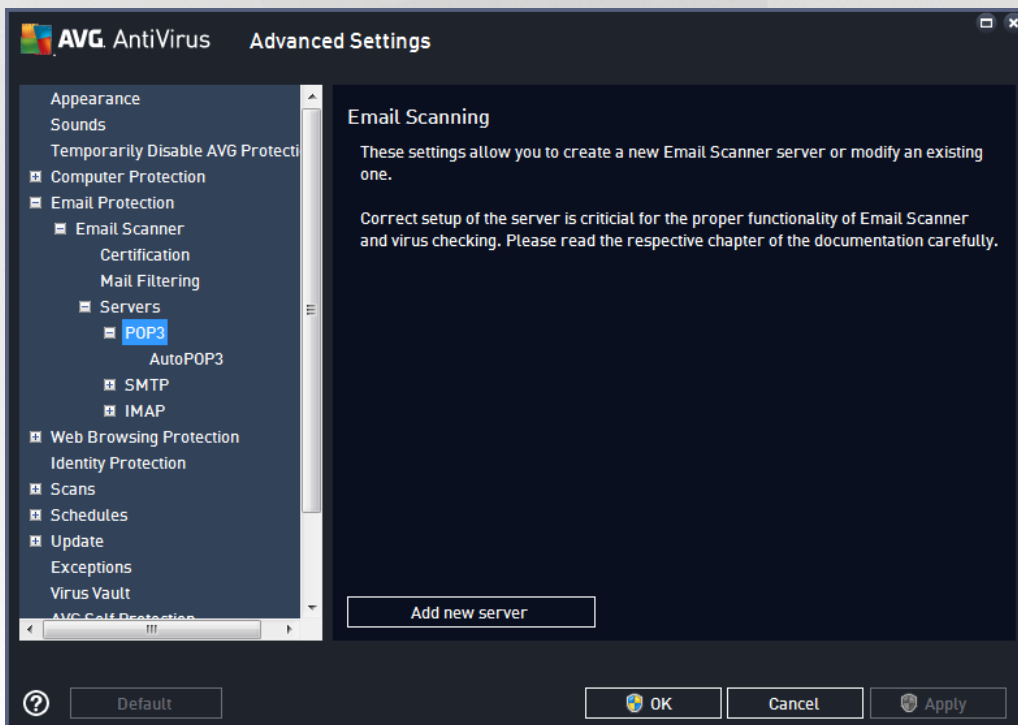 AVG. AntiVirus Advanced Settings
Appearance
Sounds
Temporarily Disable AVG Protecti
Computer Protection
Email Protection
Email Scanner
Certification
Mail Filtering
Servers
POP3
AutoPOP3
SMTP
IMAP
Web Browsing Protection
Identity Protection
Scans
Schedules
Update
Exceptions
Virus Vault
AVG Self Protection
Email Scanning
These settings allow you to create a new Email Scanner server or modify an existing
one.
Correct setup of the server is criticial for the proper functionality of Email Scanner
and virus checking. Please read the respective chapter of the documentation carefully.
Add new server
?
Default
OK
Cancel
Apply